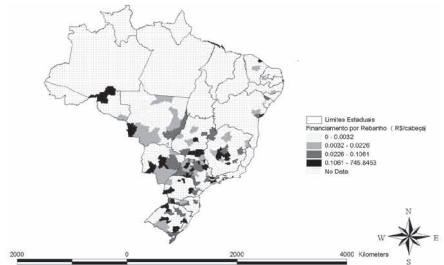 Limites Estaduais
Financiamento por Rebanho ( R$/cabeça)
0 - 0.0032
0.0032 - 0.0226
0.0226 - 0.1061
0.1061 - 745.8453
No Data
N
W E
S
2000 0 2000 4000 Kilometers